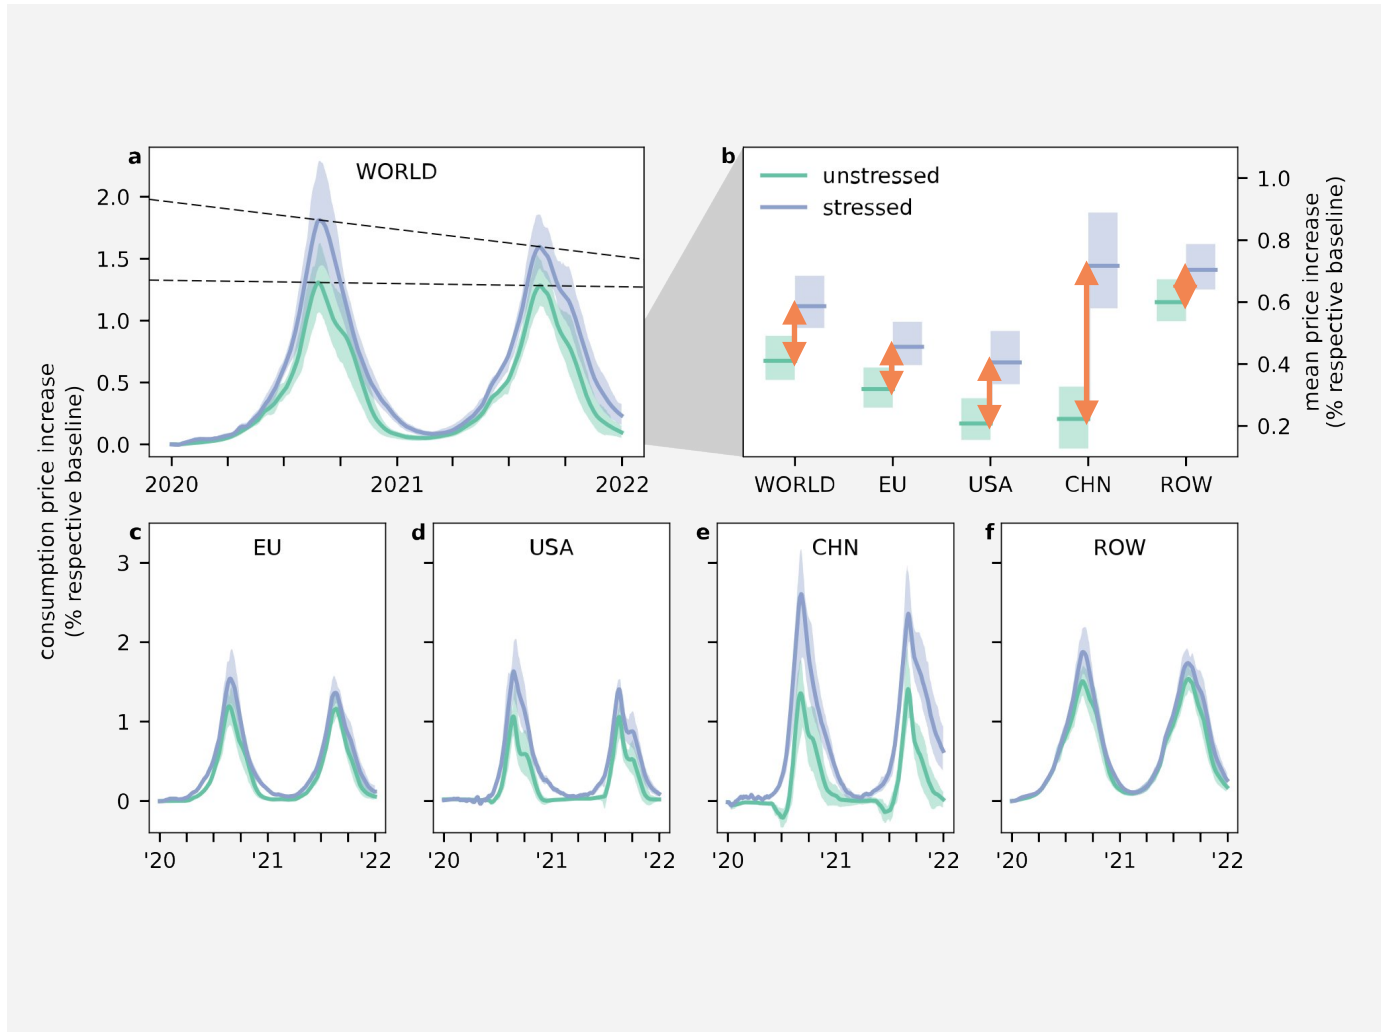 a
WORLD
2.0
1.5
1.0
0.5
0.0
2020
2021
2022
b
unstressed
stressed
1.0
0.8
0.6
0.4
0.2
mean price increase
(% respective baseline)
WORLD
EU
USA
CHN
ROW
consumption price increase
(% respective baseline)
c
EU
3
2
1
0
'20
'21
'22
d
USA
'20
'21
'22
e
CHN
'20
'21
'22
f
ROW
'20
'21
'22